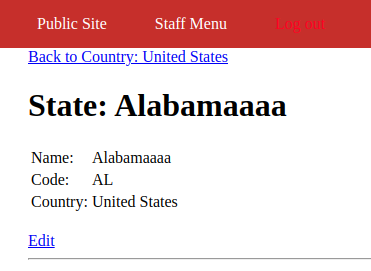 Public Site Staff Menu Log out
Back to Country: United States
State: Alabamaaaa
Name: Alabamaaaa
Code: AL
Country: United States
Edit